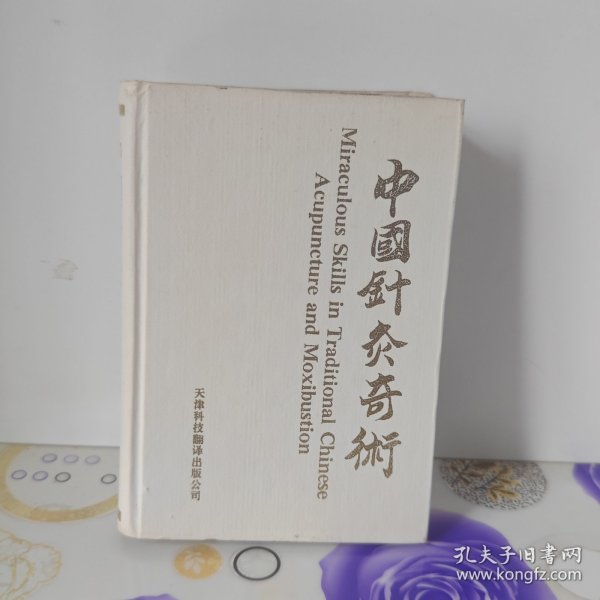 中國針灸奇術
Miraculous Skills in Traditional Chinese
Acupuncture and Moxibustion
天津科技翻译出版公司
孔夫子旧書网
www.kongfz.com